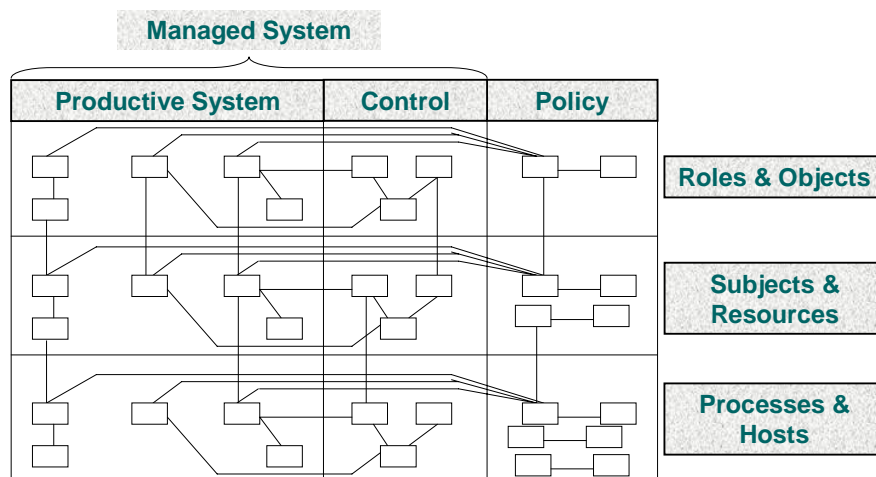 Managed System
Productive System
Control
Policy
Roles & Objects
Subjects &
Resources
Processes &
Hosts